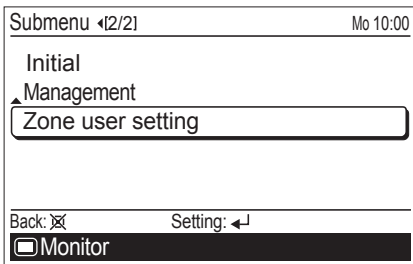 Submenu [2/2] Mo 10:00
Initial
Management
Zone user setting
Back: Setting:
Monitor